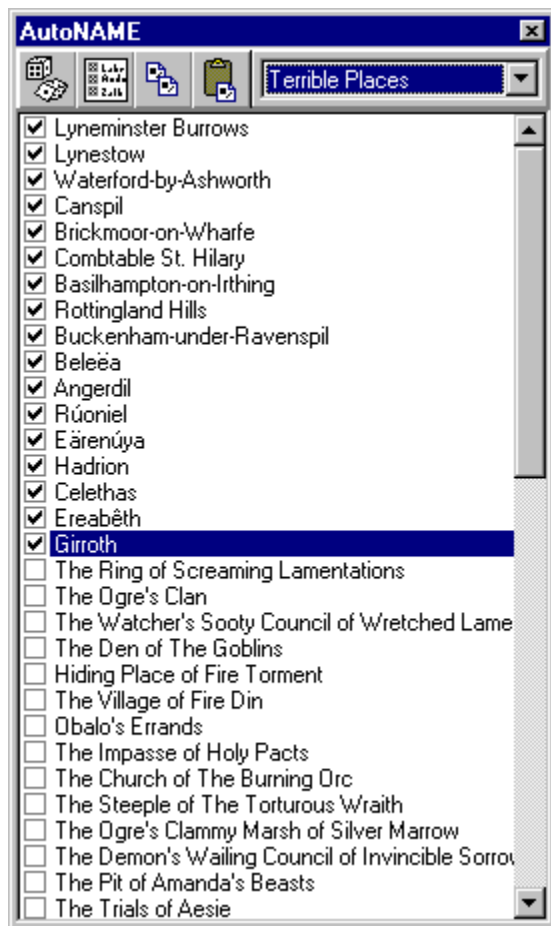 AutoNAME
Terrible Places
Lyneminster Burrows
Lynestow
Waterford-by-Ashworth
Canspil
Brickmoor-on-Wharfe
Combtable St. Hilary
Basilhampton-on-Irthing
Rottingland Hills
Buckenham-under-Ravenspil
Beleëa
Angerdil
Rúoniel
Eärenúya
Hadrion
Celethas
Ereabêth
Girroth
The Ring of Screaming Lamentations
The Ogre's Clan
The Watcher's Sooty Council of Wretched Lame
The Den of The Goblins
Hiding Place of Fire Torment
The Village of Fire Din
Obalo's Errands
The Impasse of Holy Pacts
The Church of The Burning Orc
The Steeple of The Torturous Wraith
The Ogre's Clammy Marsh of Silver Marrow
The Demon's Wailing Council of Invincible Sorrow
The Pit of Amanda's Beasts
The Trials of Aesie